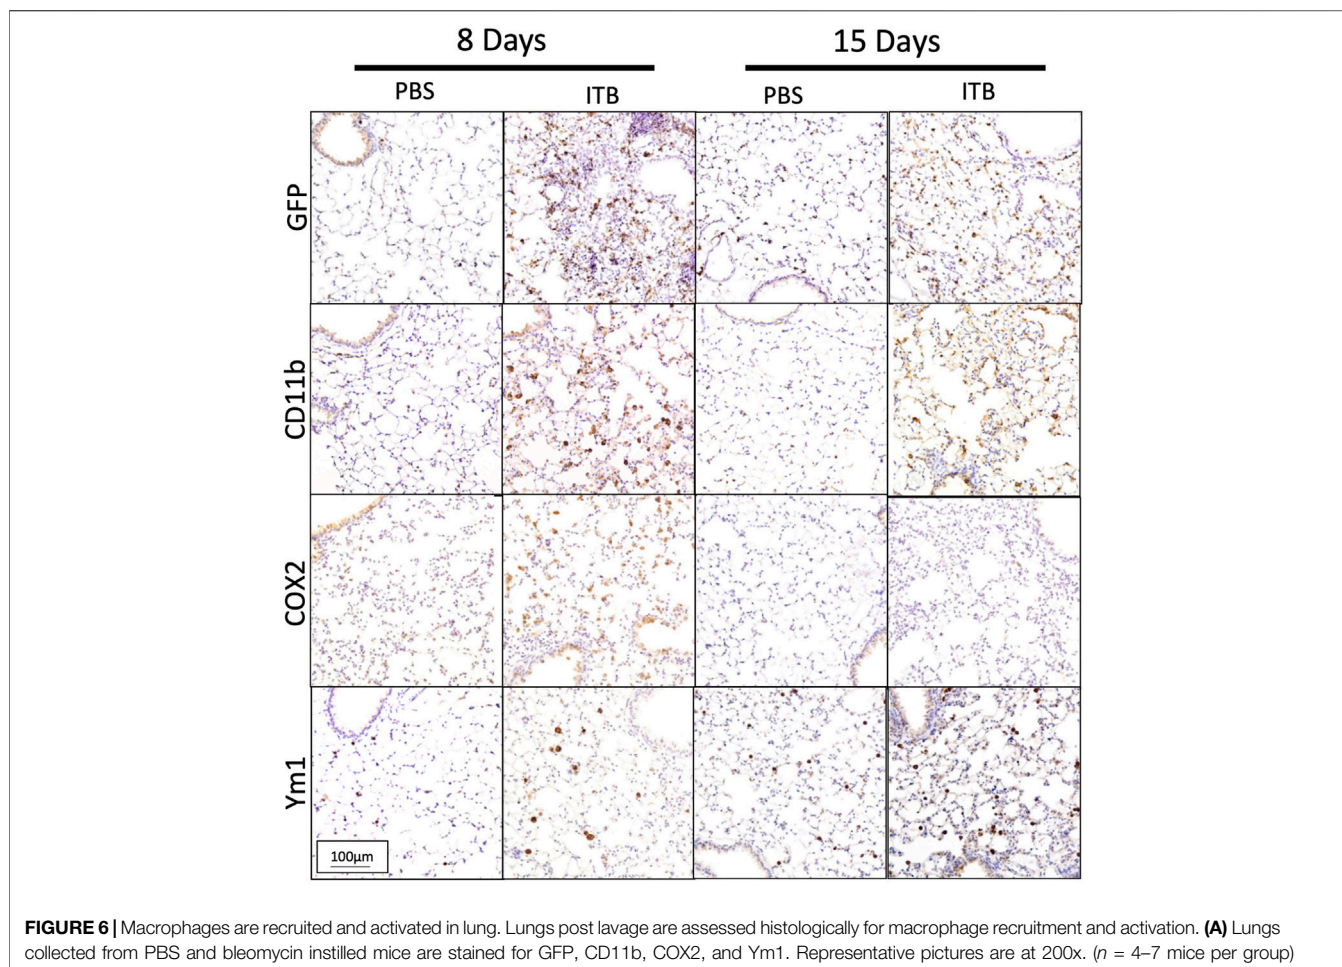 8 Days 15 Days
PBS ITB PBS ITB
GFP
CD11b
COX2
Ym1
100µm
FIGURE 6 | Macrophages are recruited and activated in lung. Lungs post lavage are assessed histologically for macrophage recruitment and activation. (A) Lungs
collected from PBS and bleomycin instilled mice are stained for GFP, CD11b, COX2, and Ym1. Representative pictures are at 200x. (n = 4–7 mice per group)